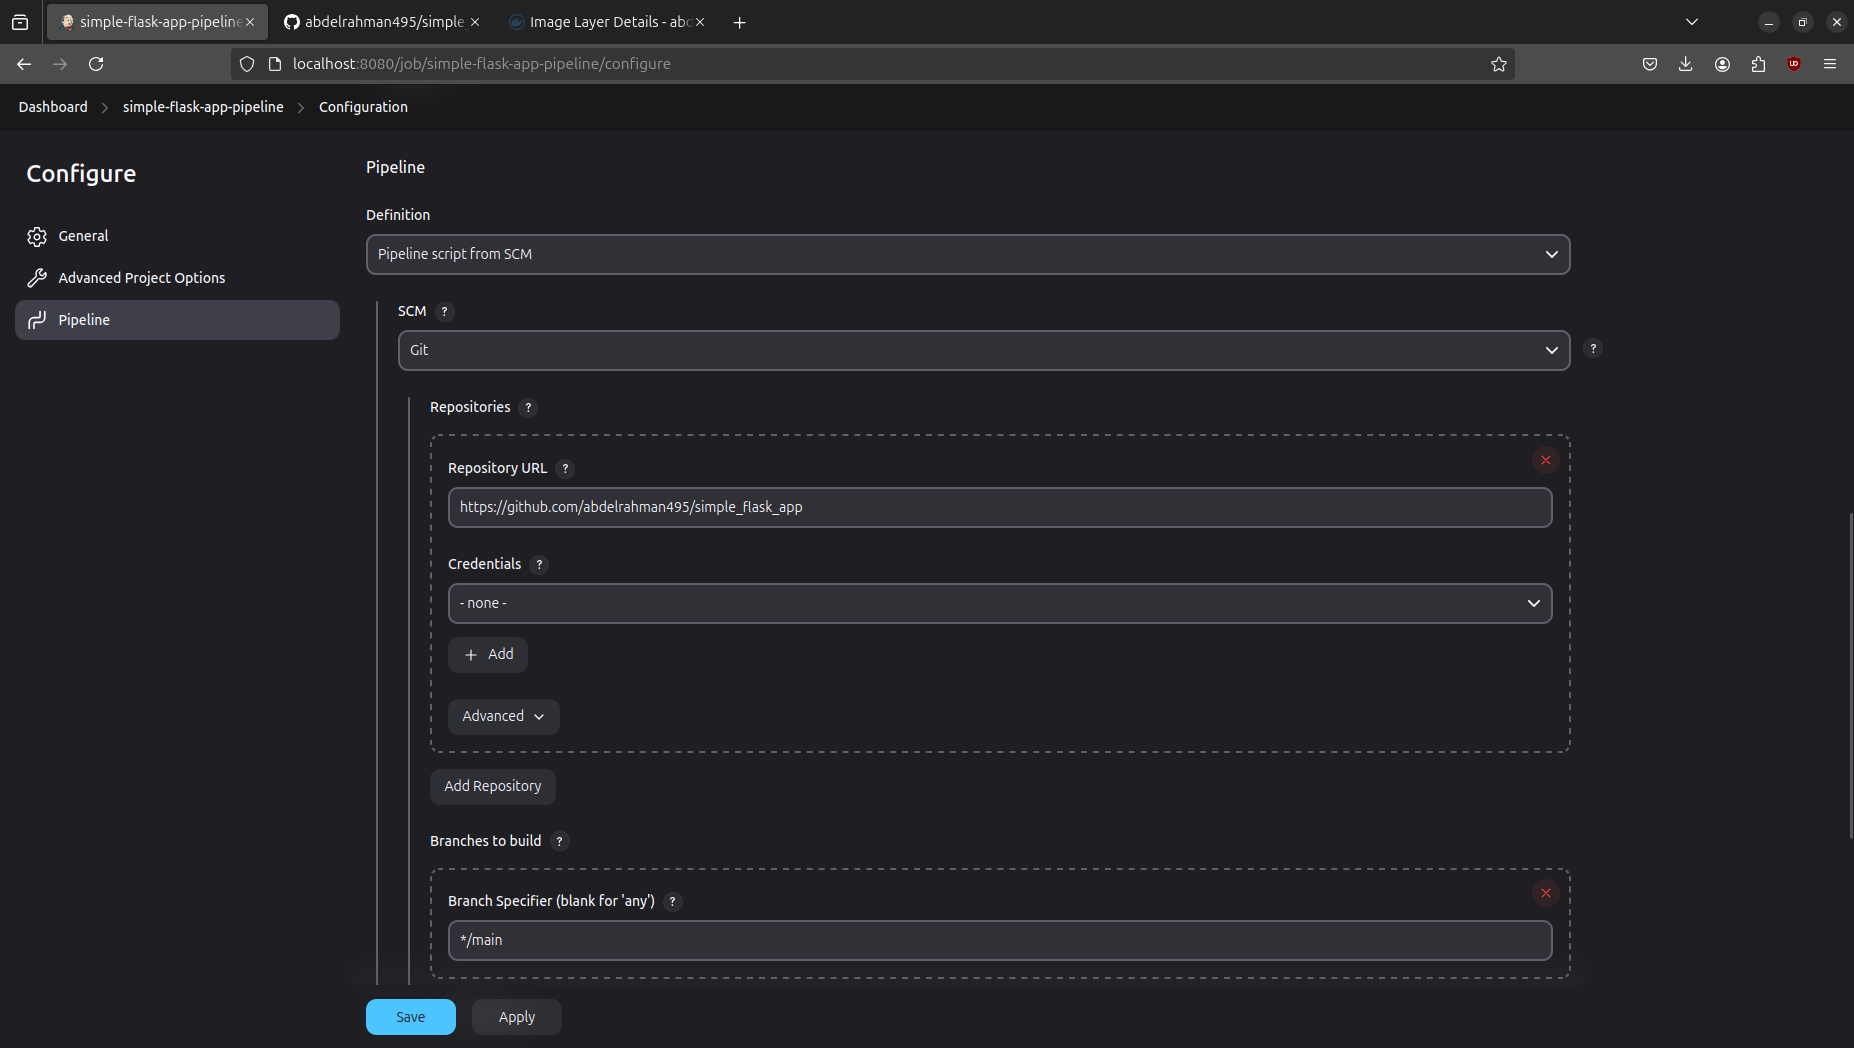 simple-flask-app-pipeline
abdelrahman495/simple_
Image Layer Details - abd
localhost:8080/job/simple-flask-app-pipeline/configure
Dashboard
simple-flask-app-pipeline
Configuration
Configure
General
Advanced Project Options
Pipeline
Pipeline
Definition
Pipeline script from SCM
SCM ?
Git
?
Repositories ?
Repository URL ?
https://github.com/abdelrahman495/simple_flask_app
Credentials ?
- none -
+ Add
Advanced
Add Repository
Branches to build ?
Branch Specifier (blank for 'any') ?
*/main
Save
Apply